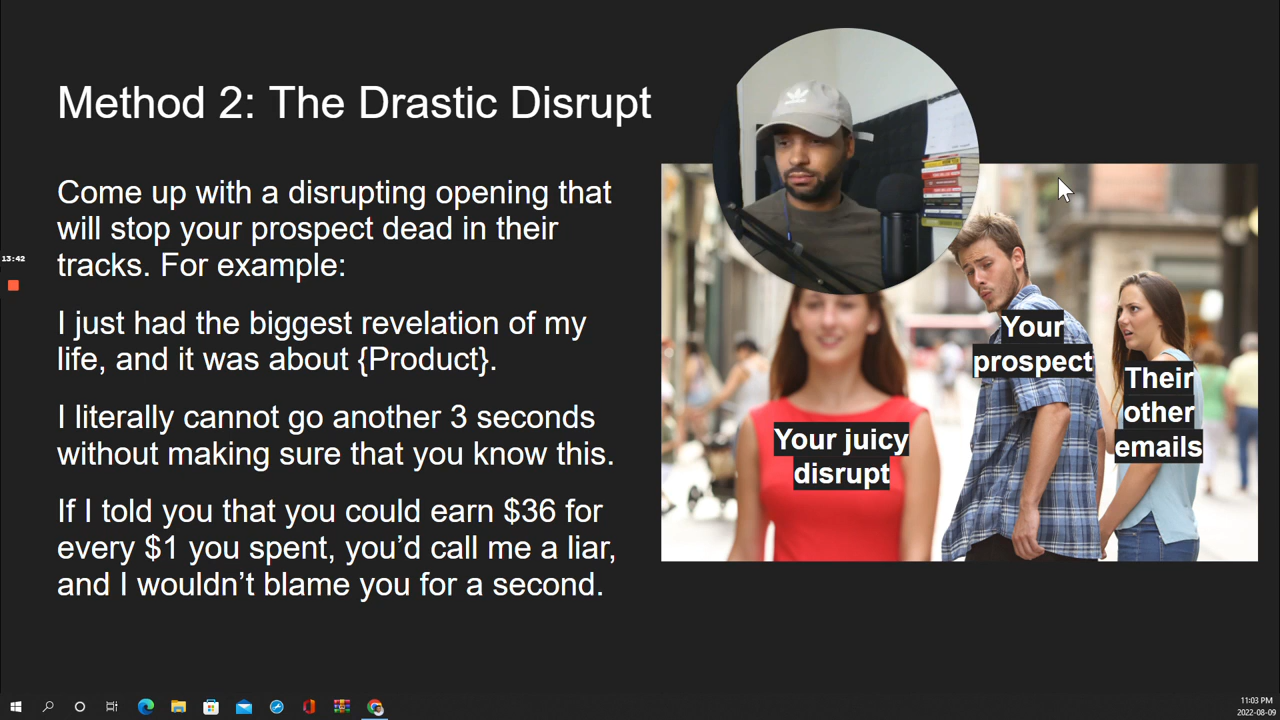 Method 2: The Drastic Disrupt
Come up with a disrupting opening that
will stop your prospect dead in their
tracks. For example:
I just had the biggest revelation of my
life, and it was about {Product}.
I literally cannot go another 3 seconds
without making sure that you know this.
If I told you that you could earn $36 for
every $1 you spent, you’d call me a liar,
and I wouldn’t blame you for a second.
Your juicy
disrupt
Your
prospect
Their
other
emails
13:42
11:03 PM
2022-08-09